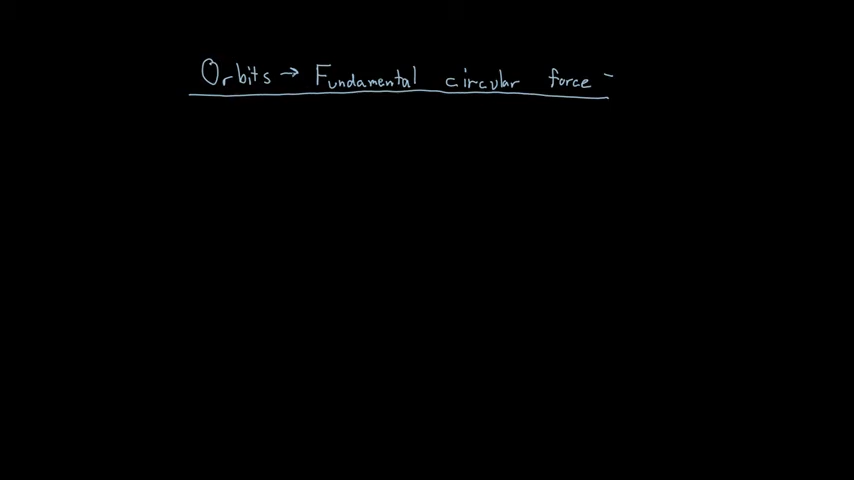 Orbits → Fundamental circular force -